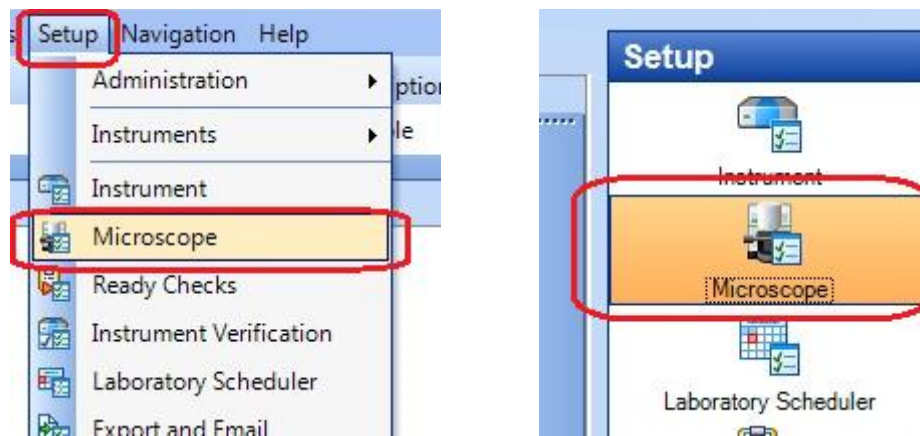 Setup Navigation Help
Administration
Instruments
Instrument
Microscope
Ready Checks
Instrument Verification
Laboratory Scheduler
Export and Email
Setup
Instrument
Microscope
Laboratory Scheduler